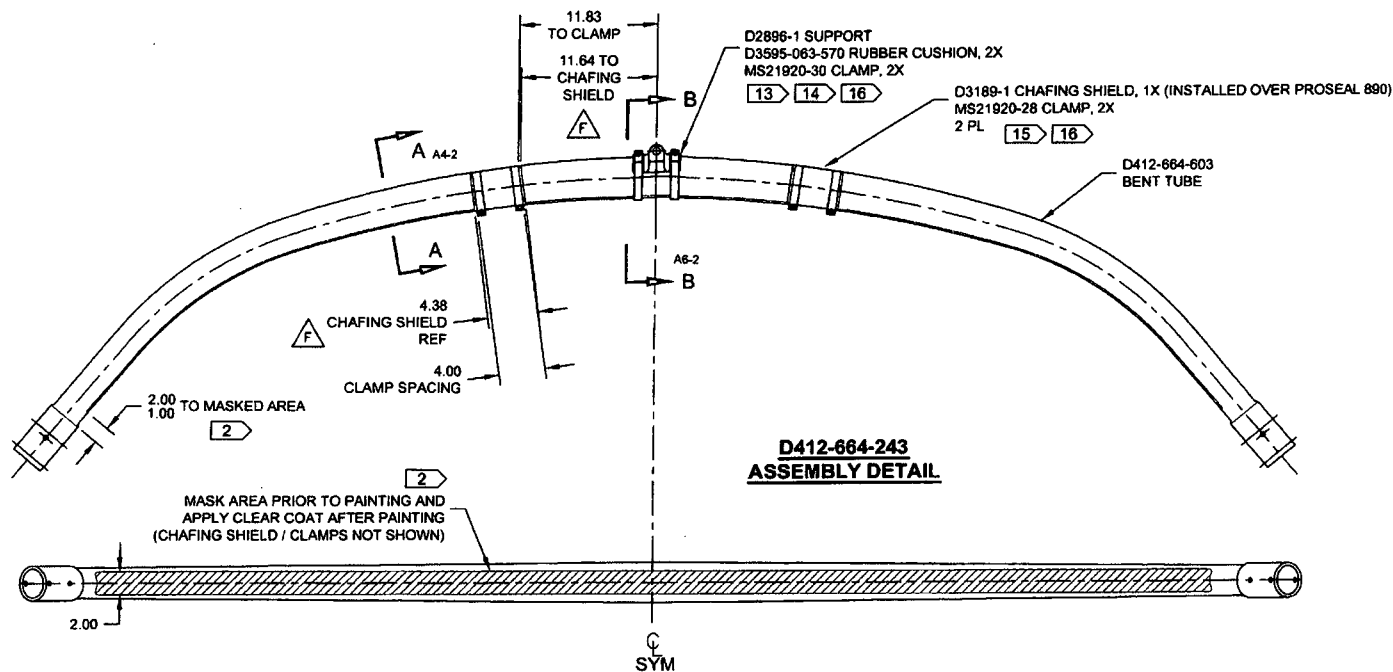 11.83
TO CLAMP
11.64 TO
CHAFING
SHIELD
F
B
D2896-1 SUPPORT
D3595-063-570 RUBBER CUSHION, 2X
MS21920-30 CLAMP, 2X
13 14 16
D3189-1 CHAFING SHIELD, 1X (INSTALLED OVER PROSEAL 890)
MS21920-28 CLAMP, 2X
2 PL 15 16
D412-664-603
BENT TUBE
A A4-2
A
A6-2
B
4.38
CHAFING SHIELD
REF
F
4.00
CLAMP SPACING
2.00
1.00 TO MASKED AREA
2
D412-664-243
ASSEMBLY DETAIL
2
MASK AREA PRIOR TO PAINTING AND
APPLY CLEAR COAT AFTER PAINTING
(CHAFING SHIELD / CLAMPS NOT SHOWN)
2.00
℄
SYM